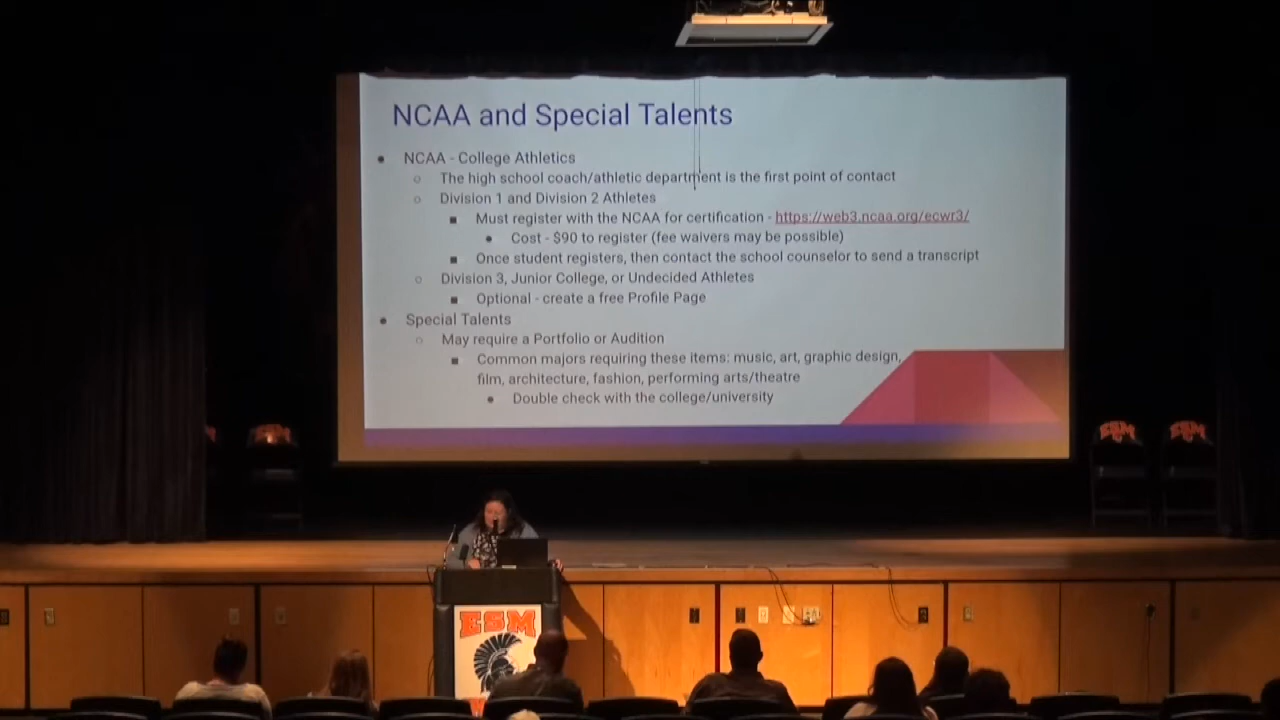 NCAA and Special Talents
● NCAA - College Athletics
○ The high school coach/athletic department is the first point of contact
○ Division 1 and Division 2 Athletes
■ Must register with the NCAA for certification - https://web3.ncaa.org/ecwr3/
● Cost - $90 to register (fee waivers may be possible)
■ Once student registers, then contact the school counselor to send a transcript
○ Division 3, Junior College, or Undecided Athletes
■ Optional - create a free Profile Page
● Special Talents
○ May require a Portfolio or Audition
■ Common majors requiring these items: music, art, graphic design,
film, architecture, fashion, performing arts/theatre
● Double check with the college/university
ESM
ESM
ESM
ESM